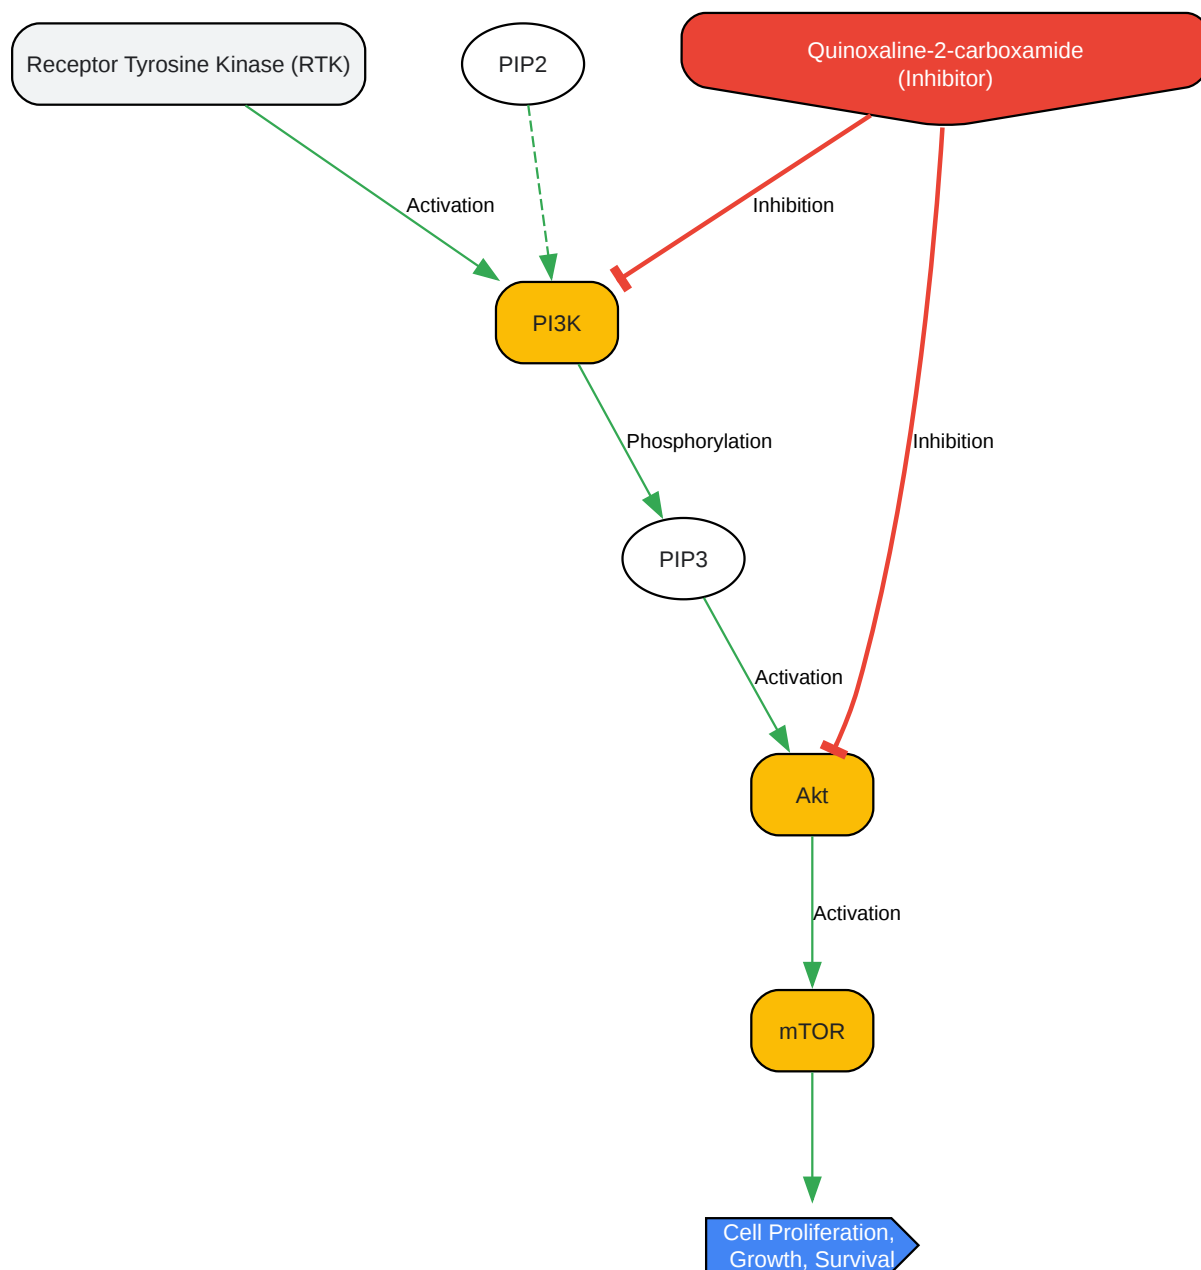 Receptor Tyrosine Kinase (RTK)
PIP2
Quinoxaline-2-carboxamide
(Inhibitor)
Activation
Inhibition
PI3K
Phosphorylation
Inhibition
PIP3
Activation
Akt
Activation
mTOR
Cell Proliferation,
Growth, Survival